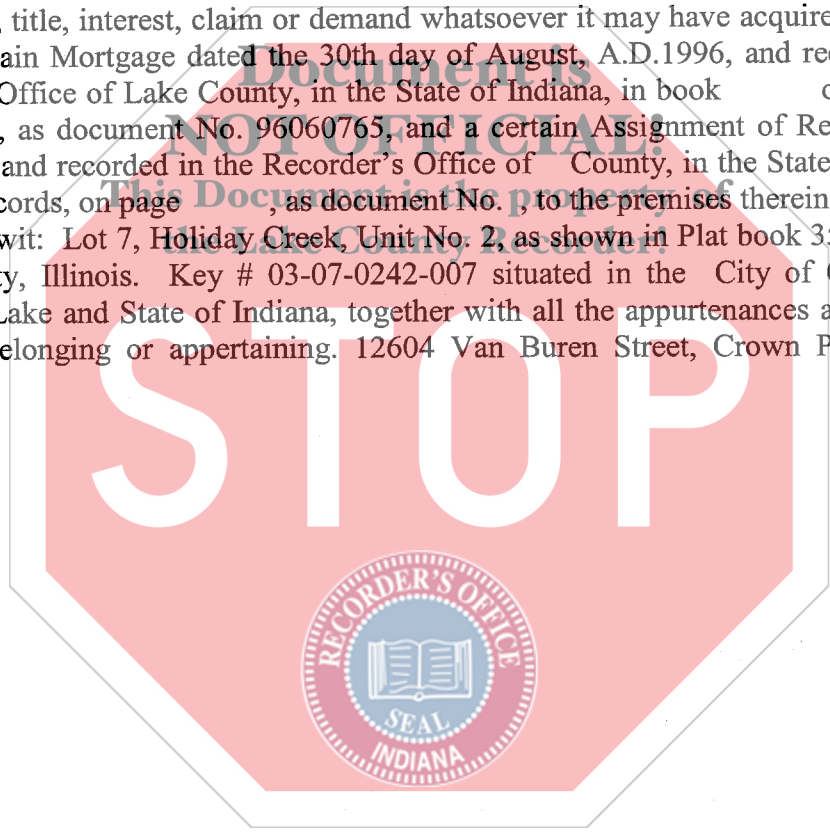 , title, interest, claim or demand whatsoever it may have acquire
ain Mortgage dated the 30th day of August, A.D.1996, and re
Document is
Office of Lake County, in the State of Indiana, in book
, as document No. 96060765, and a certain Assignment of Re
NOT OFFICIAL!
and recorded in the Recorder's Office of County, in the State
cords, on page , as document No. , to the premises therein
This Document is the property of
wit: Lot 7, Holiday Creek, Unit No. 2, as shown in Plat book 3
the Lake County Recorder!
ty, Illinois. Key # 03-07-0242-007 situated in the City of
Lake and State of Indiana, together with all the appurtenances a
elonging or appertaining. 12604 Van Buren Street, Crown P
STOP
RECORDER'S OFFICE
SEAL
INDIANA